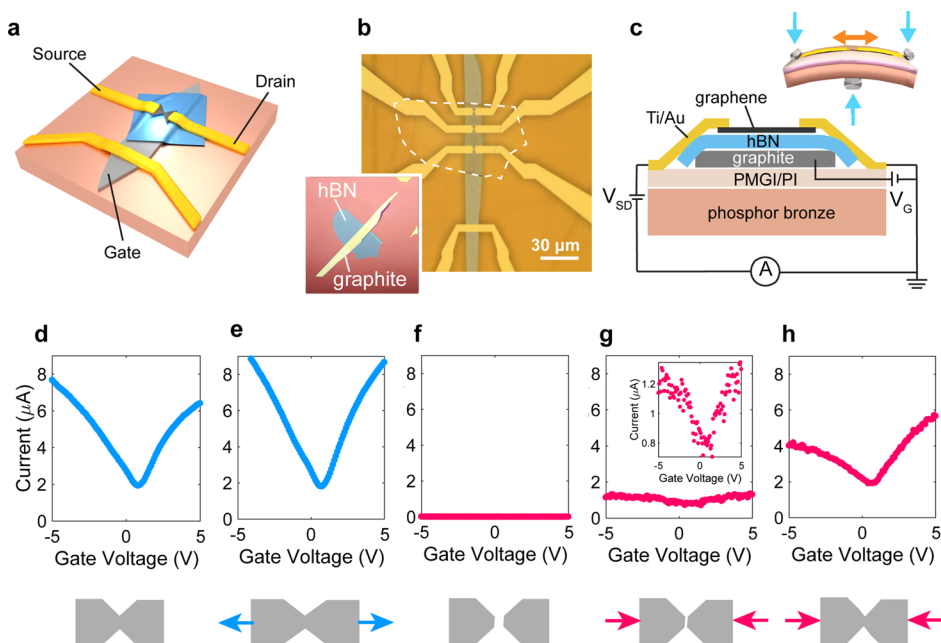 a
Source
Drain
Gate
b
hBN
graphite
30 μm
c
graphene
Ti/Au
hBN
graphite
PMGI/PI
phosphor bronze
V_SD
V_G
A
d
Current (μA)
8
6
4
2
0
-5 0 5
Gate Voltage (V)
e
8
6
4
2
0
-5 0 5
Gate Voltage (V)
f
8
6
4
2
0
-5 0 5
Gate Voltage (V)
g
8
6
4
2
0
-5 0 5
Gate Voltage (V)
Current (μA)
1.2
1
0.8
-5 0 5
Gate Voltage (V)
h
8
6
4
2
0
-5 0 5
Gate Voltage (V)